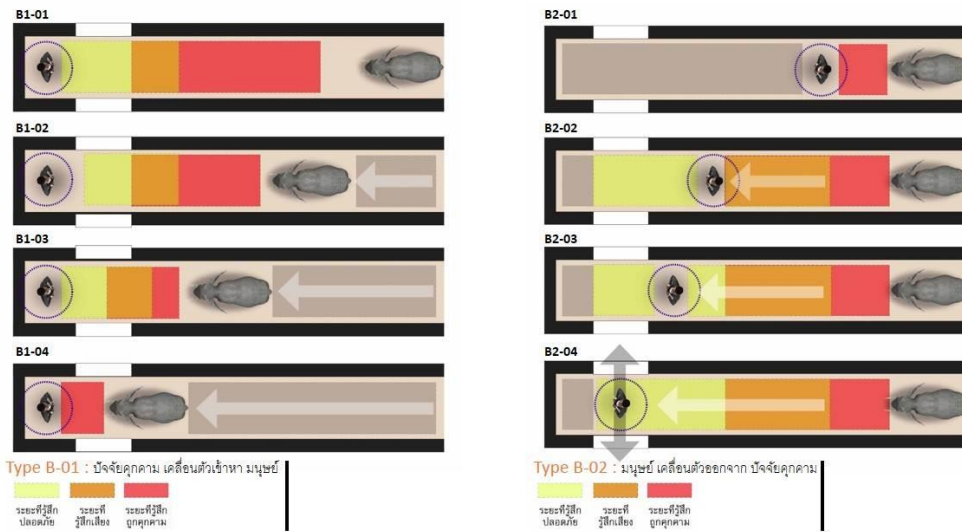 B1-01
B1-02
B1-03
B1-04
Type B-01 : ปัจจัยคุกคาม เคลื่อนตัวเข้าหา มนุษย์
ระยะที่รู้สึก
ปลอดภัย
ระยะที่
รู้สึกเสี่ยง
ระยะที่รู้สึก
ถูกคุกคาม
B2-01
B2-02
B2-03
B2-04
Type B-02 : มนุษย์ เคลื่อนตัวออกจาก ปัจจัยคุกคาม
ระยะที่รู้สึก
ปลอดภัย
ระยะที่
รู้สึกเสี่ยง
ระยะที่รู้สึก
ถูกคุกคาม